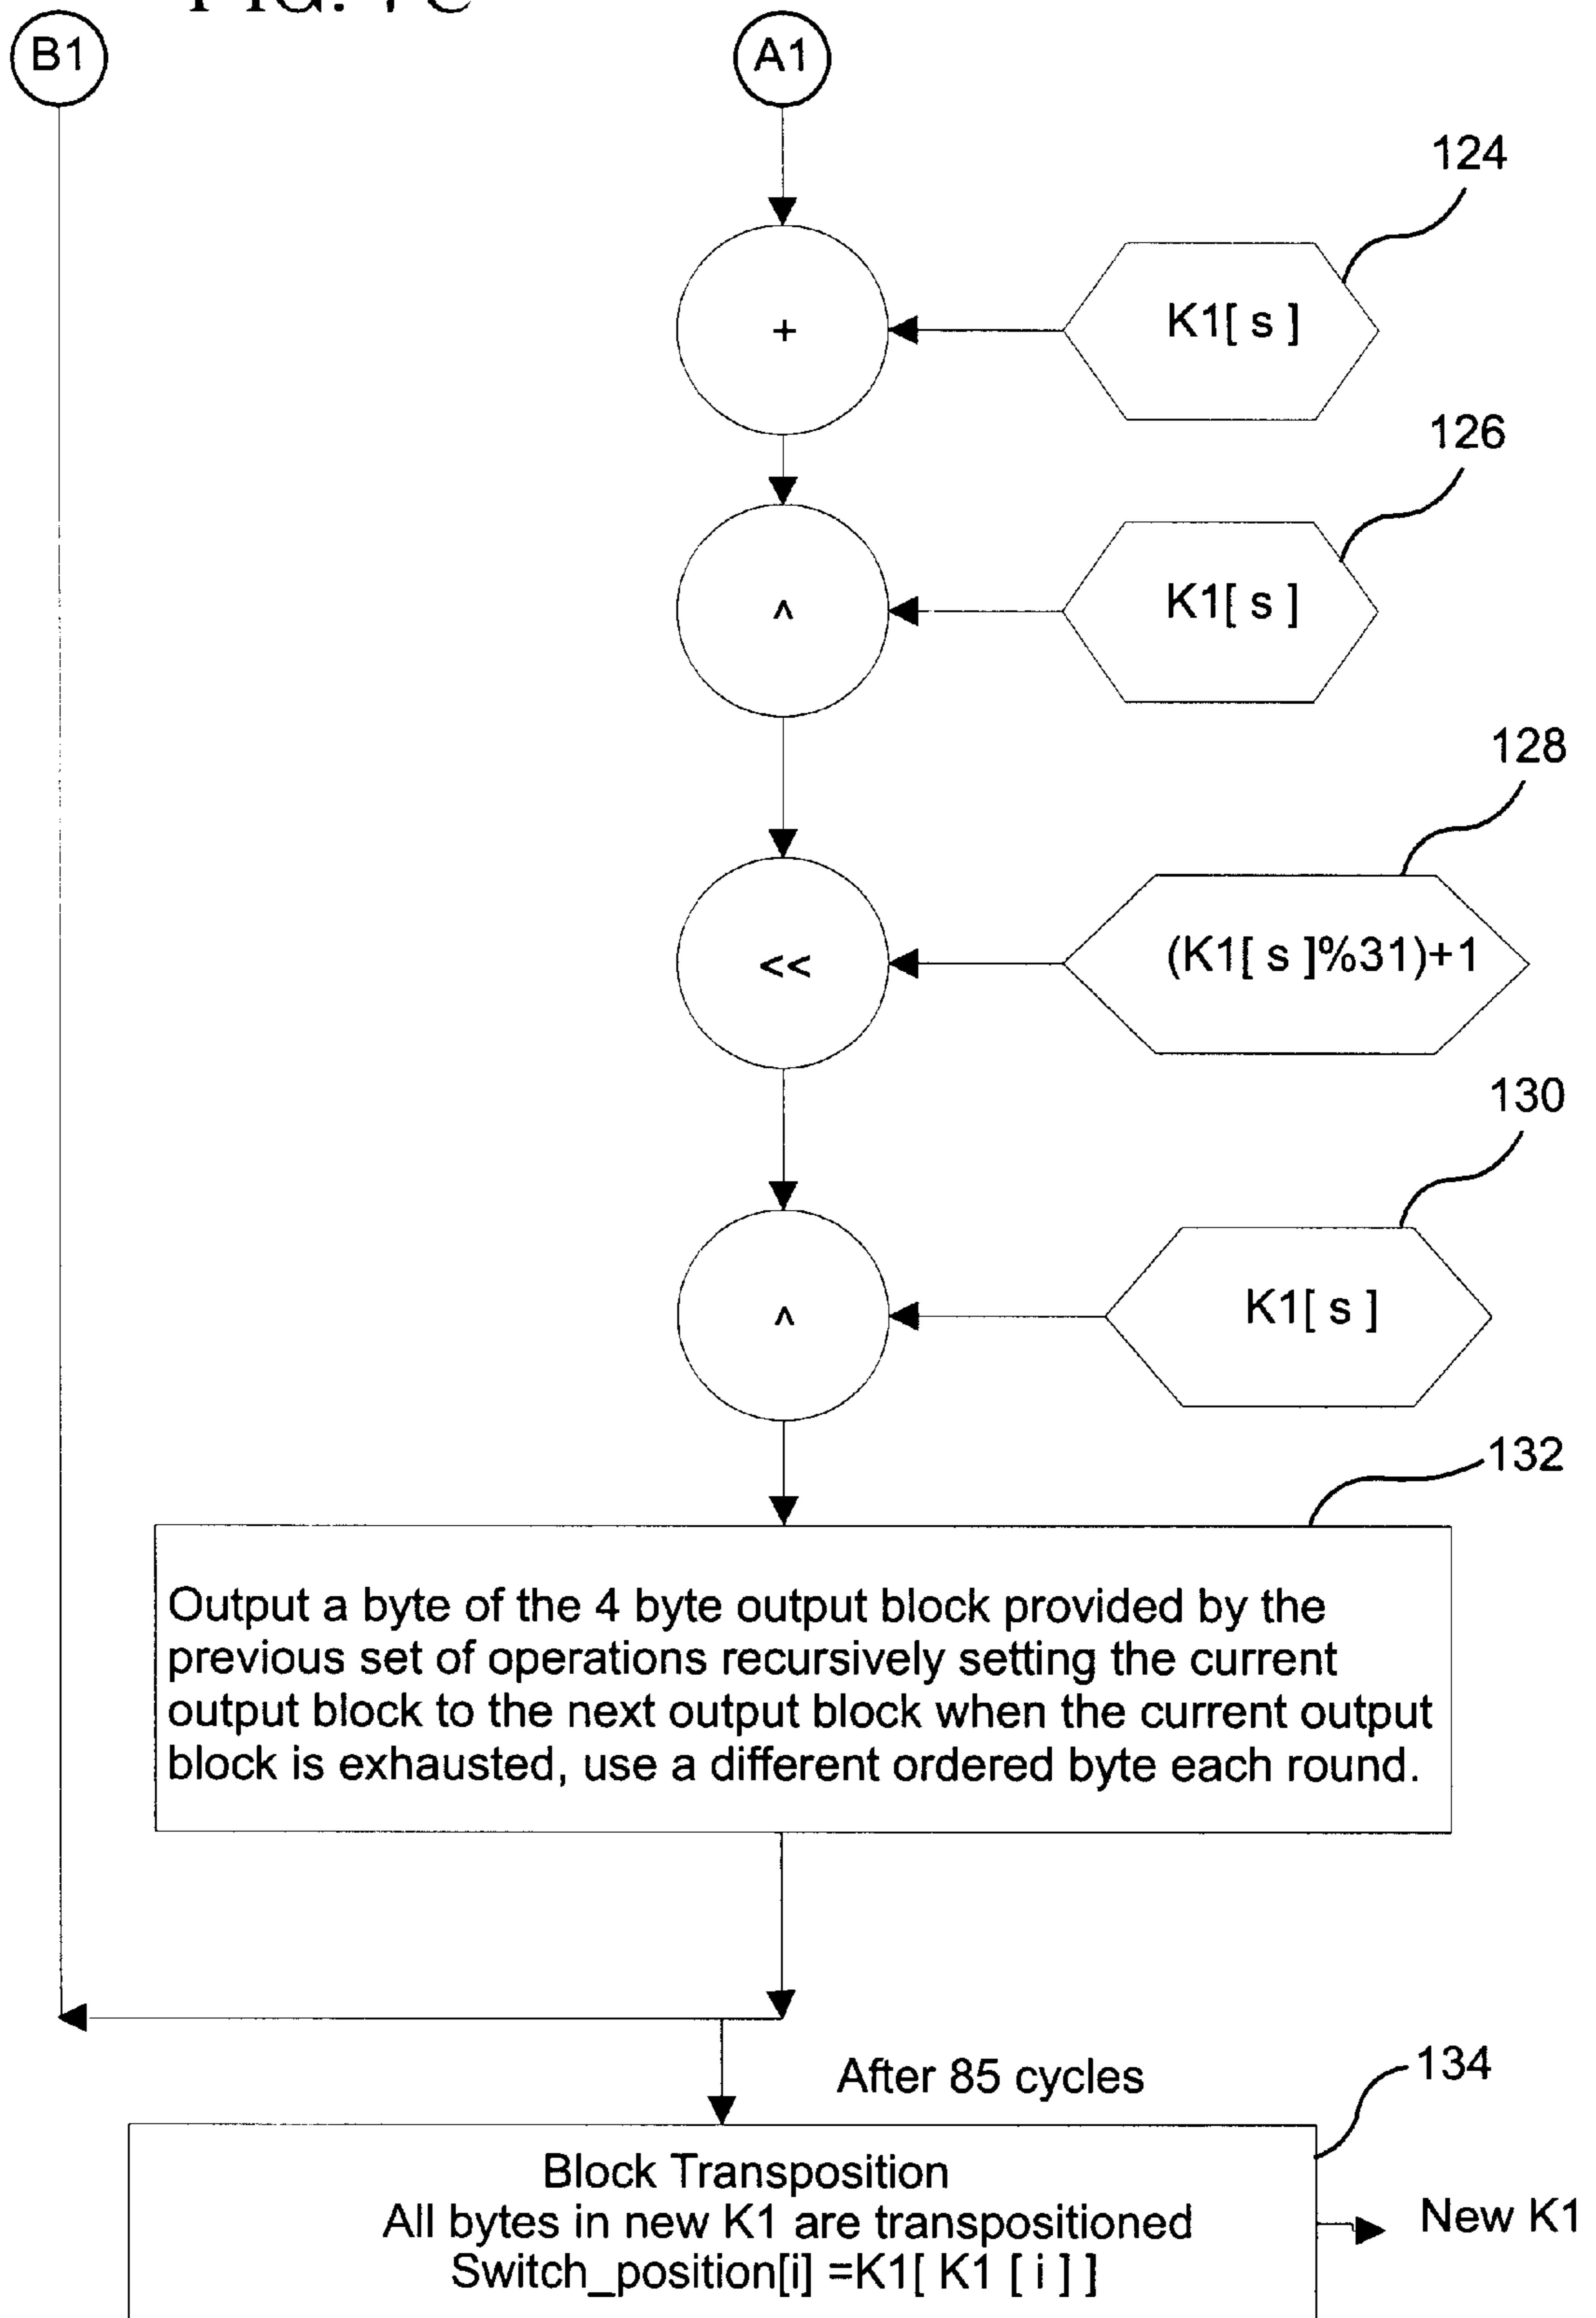 B1
A1
124
+
K1[ s ]
126
^
K1[ s ]
128
<<
(K1[ s ]%31)+1
130
^
K1[ s ]
132
Output a byte of the 4 byte output block provided by the
previous set of operations recursively setting the current
output block to the next output block when the current output
block is exhausted, use a different ordered byte each round.
After 85 cycles
134
Block Transposition
All bytes in new K1 are transpositioned
Switch_position[i] =K1[ K1 [ i ] ]
New K1